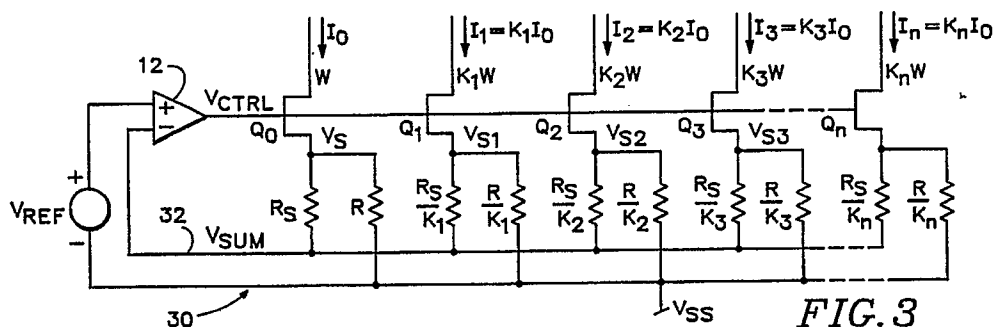 I0 I1=K1I0 I2=K2I0 I3=K3I0 In=KnI0
12 W K1W K2W K3W KnW
+ VCTRL
− Q0 VS Q1 VS1 Q2 VS2 Q3 VS3 Qn
+
VREF RS R RS/K1 R/K1 RS/K2 R/K2 RS/K3 R/K3 RS/Kn R/Kn
−
32 VSUM
30 VSS FIG.3